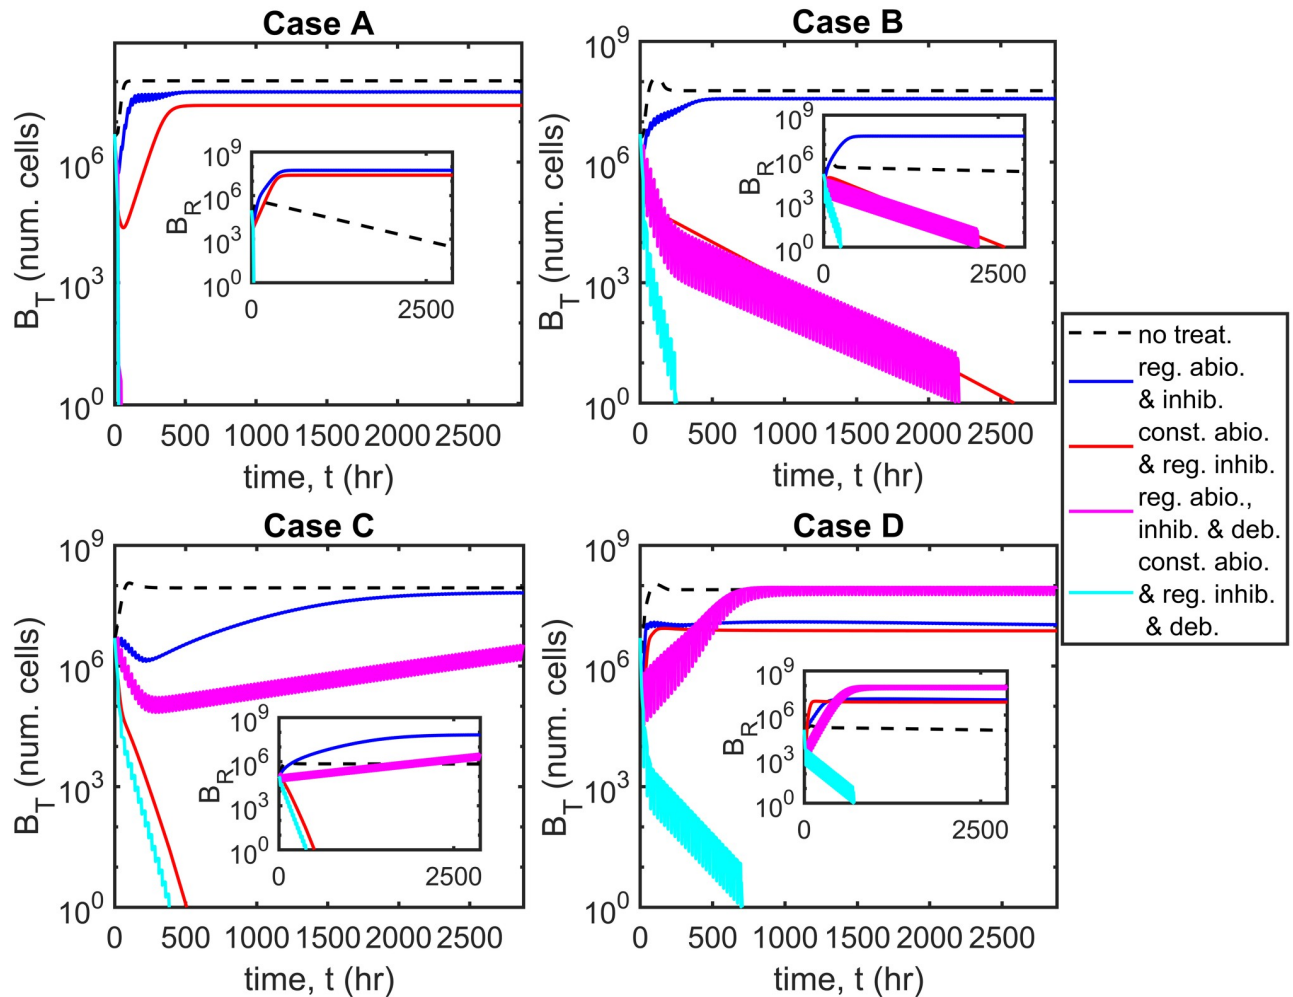 Case A
B_T (num. cells)
10^6
10^3
10^0
0 500 1000 1500 2000 2500
time, t (hr)
B_R
10^9
10^6
10^3
10^0
0 2500
Case B
B_T (num. cells)
10^9
10^6
10^3
10^0
0 500 1000 1500 2000 2500
time, t (hr)
B_R
10^9
10^6
10^3
10^0
0 2500
Case C
B_T (num. cells)
10^9
10^6
10^3
10^0
0 500 1000 1500 2000 2500
time, t (hr)
B_R
10^9
10^6
10^3
10^0
0 2500
Case D
B_T (num. cells)
10^9
10^6
10^3
10^0
0 500 1000 1500 2000 2500
time, t (hr)
B_R
10^9
10^6
10^3
10^0
0 2500
no treat.
reg. abio.
& inhib.
const. abio.
& reg. inhib.
reg. abio.,
inhib. & deb.
const. abio.
& reg. inhib.
& deb.